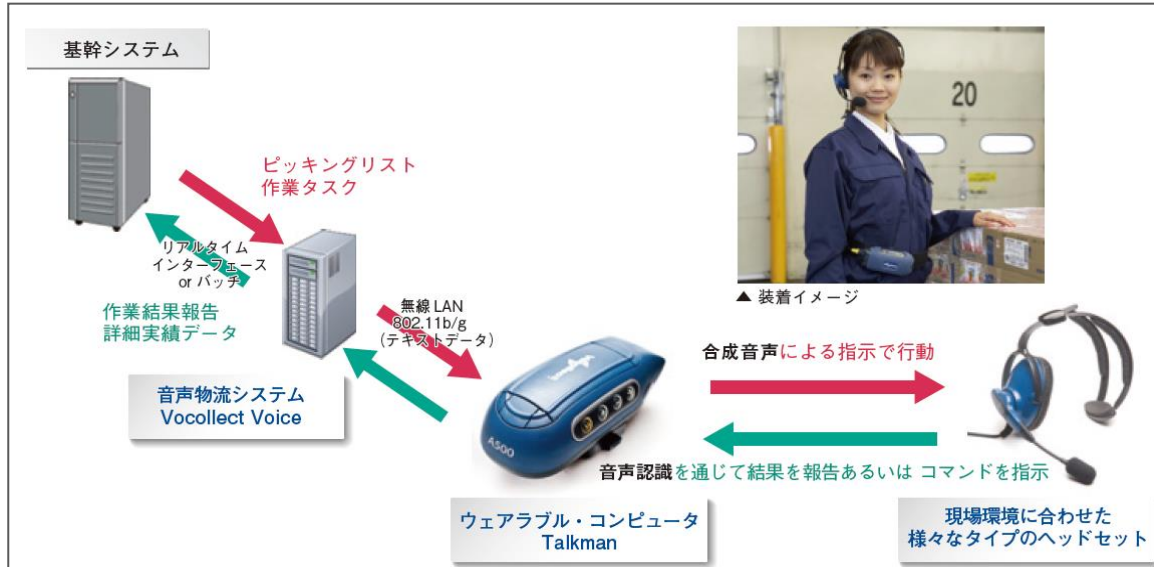 基幹システム
ピッキングリスト
作業タスク
リアルタイム
インターフェース
or バッチ
作業結果報告
詳細実績データ
無線 LAN
802.11b/g
(テキストデータ)
音声物流システム
Vocollect Voice
20
▲ 装着イメージ
合成音声による指示で行動
A500
音声認識を通じて結果を報告あるいは コマンドを指示
ウェアラブル・コンピュータ
Talkman
現場環境に合わせた
様々なタイプのヘッドセット